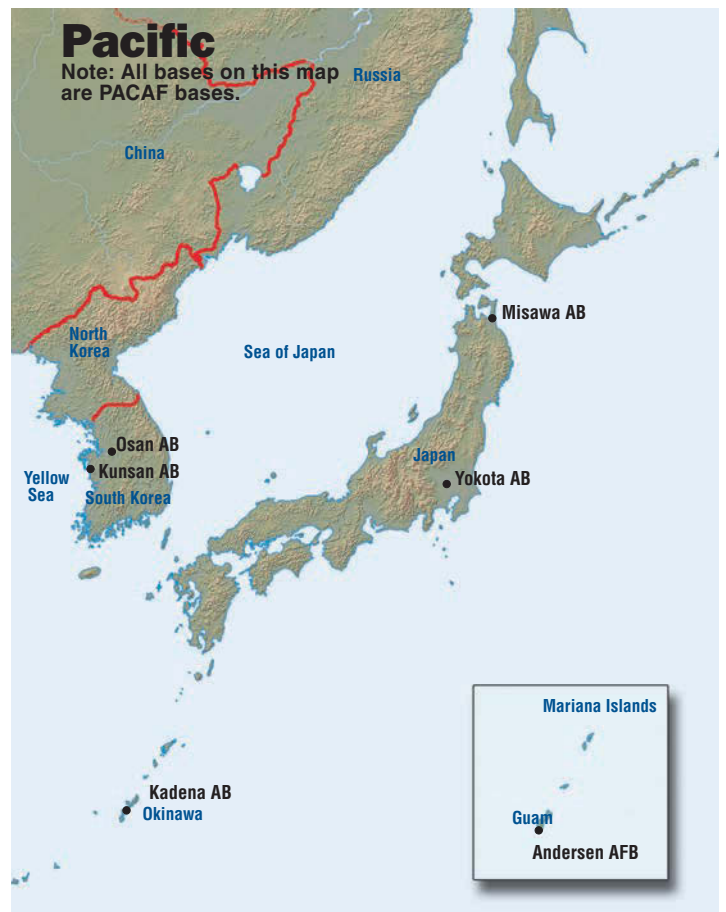 Pacific
Note: All bases on this map
are PACAF bases.
Russia
China
North
Korea
Sea of Japan
Misawa AB
Osan AB
Kunsan AB
Yellow
Sea
South Korea
Japan
Yokota AB
Mariana Islands
Kadena AB
Okinawa
Guam
Andersen AFB